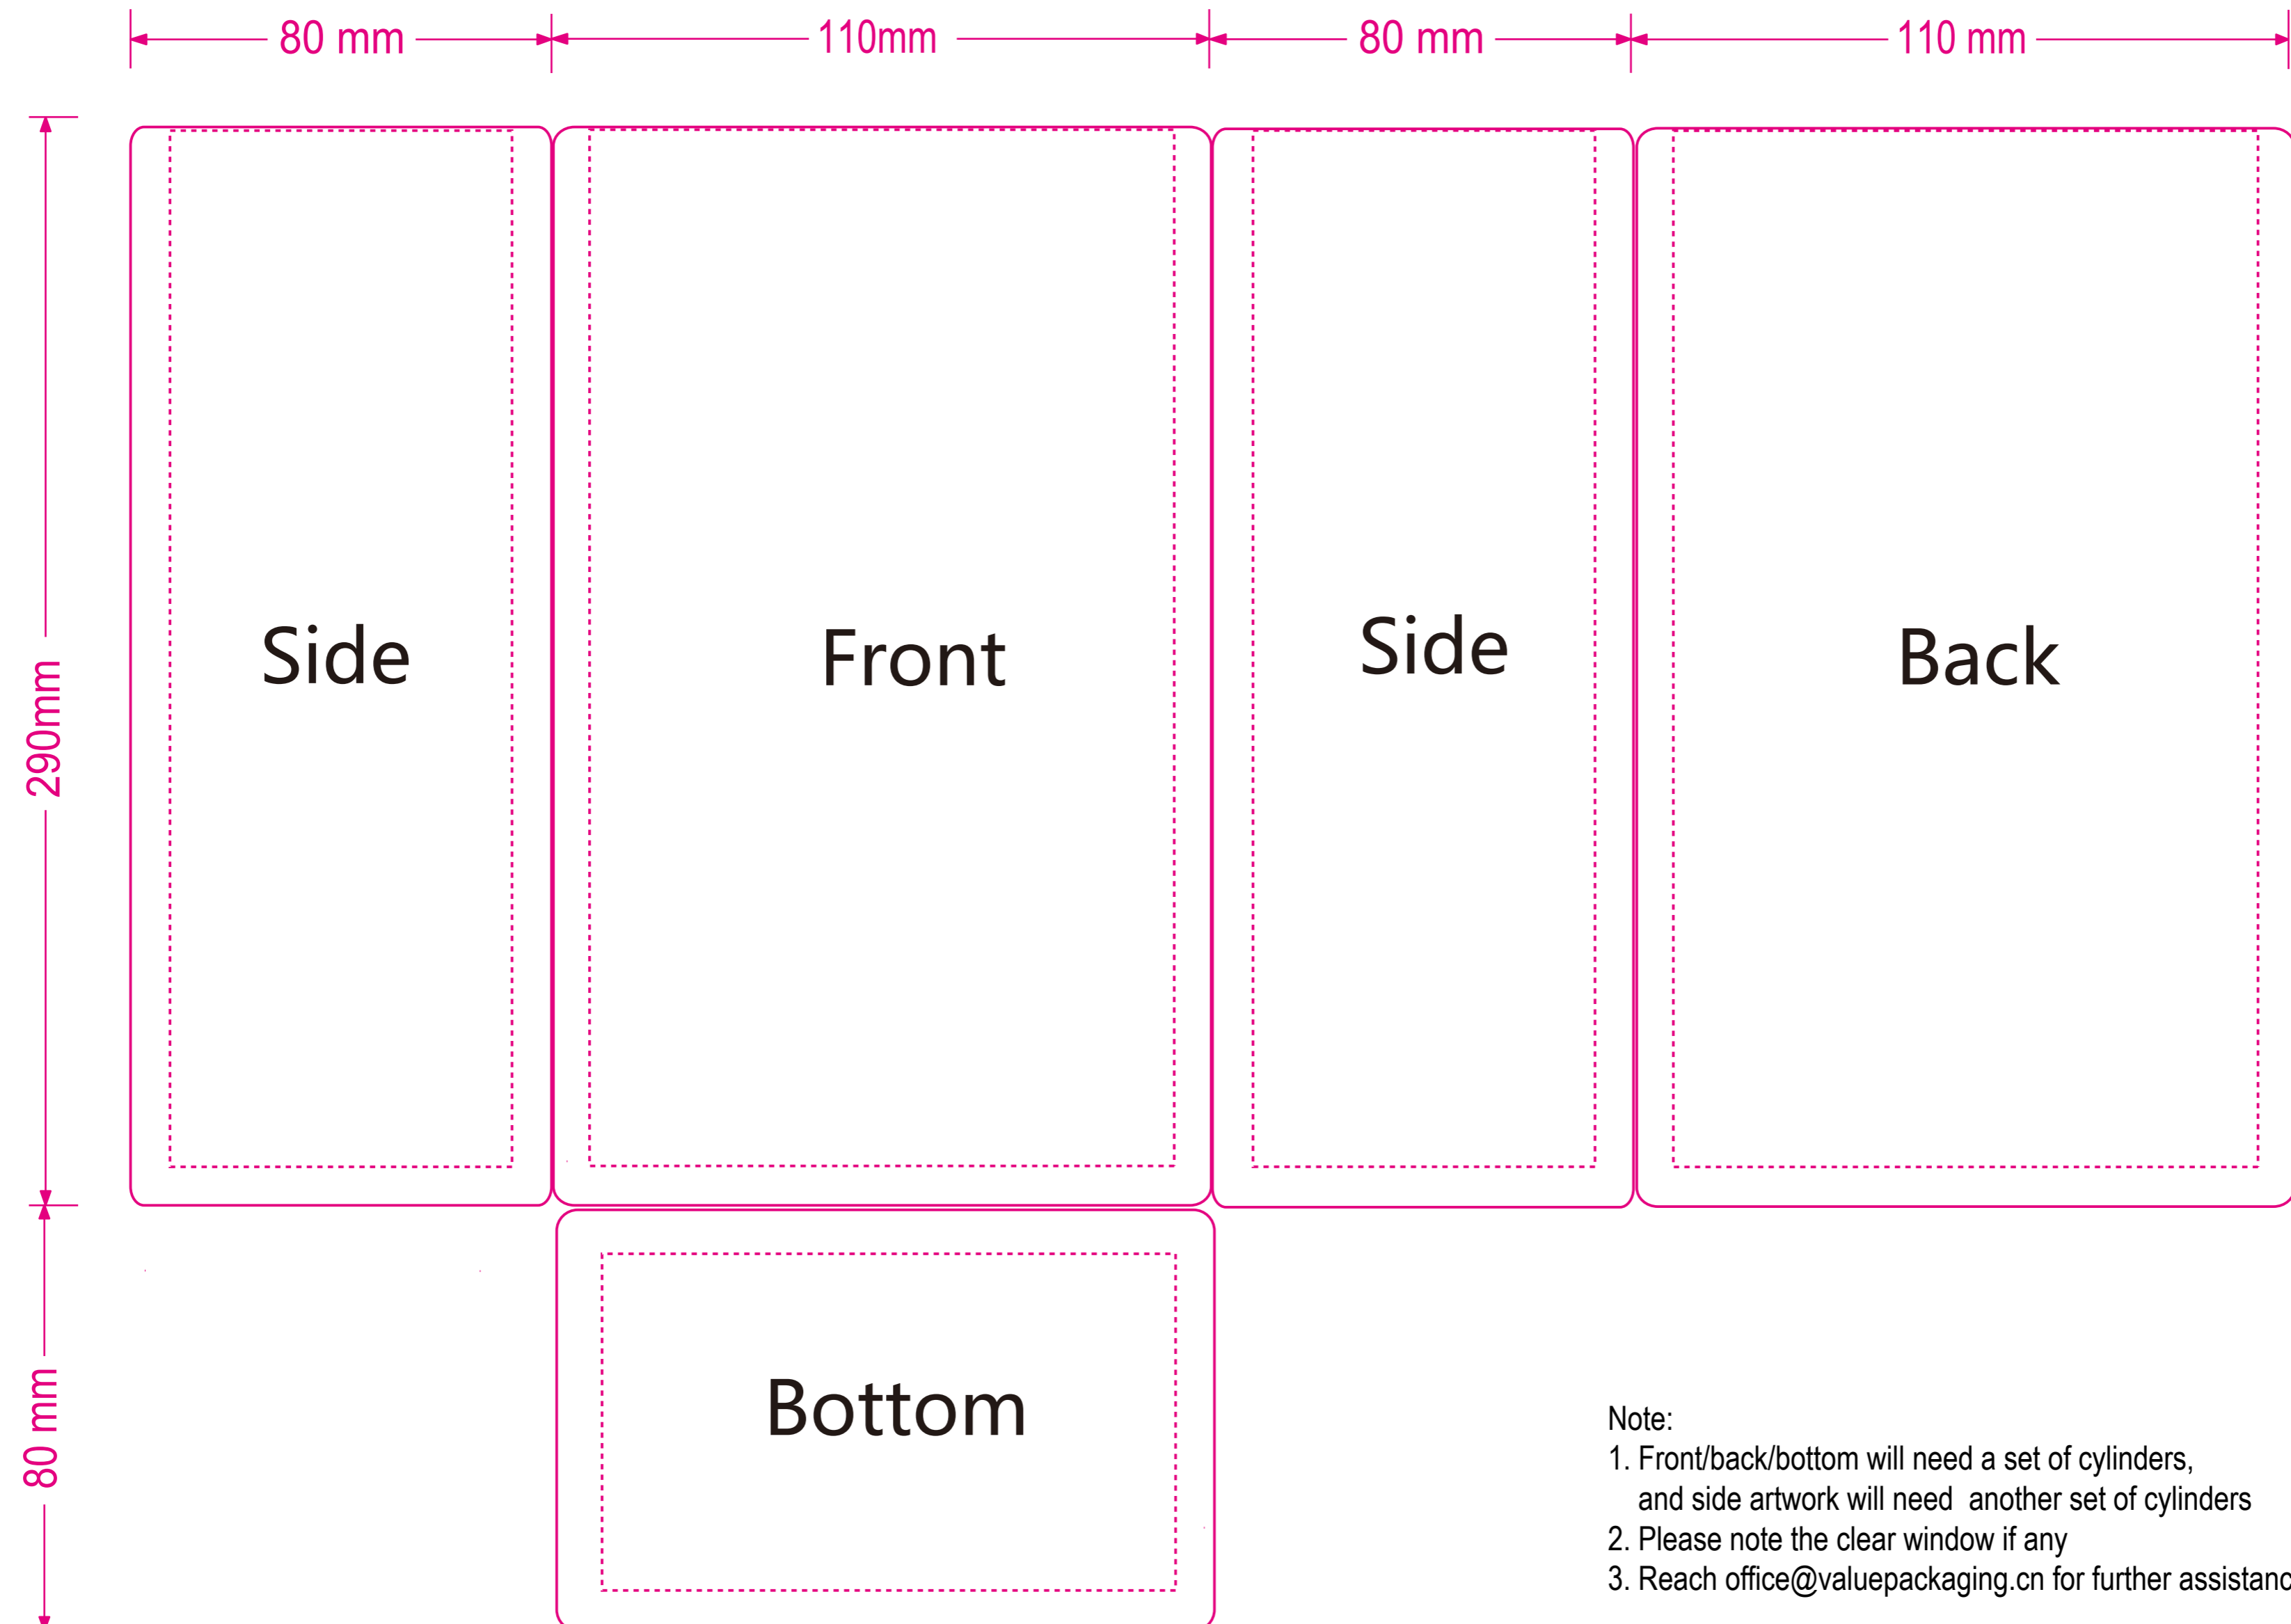 80 mm
110mm
80 mm
110 mm
290mm
Side
Front
Side
Back
80 mm
Bottom
Note:
1. Front/back/bottom will need a set of cylinders,
and side artwork will need  another set of cylinders
2. Please note the clear window if any
3. Reach office@valuepackaging.cn for further assistanc